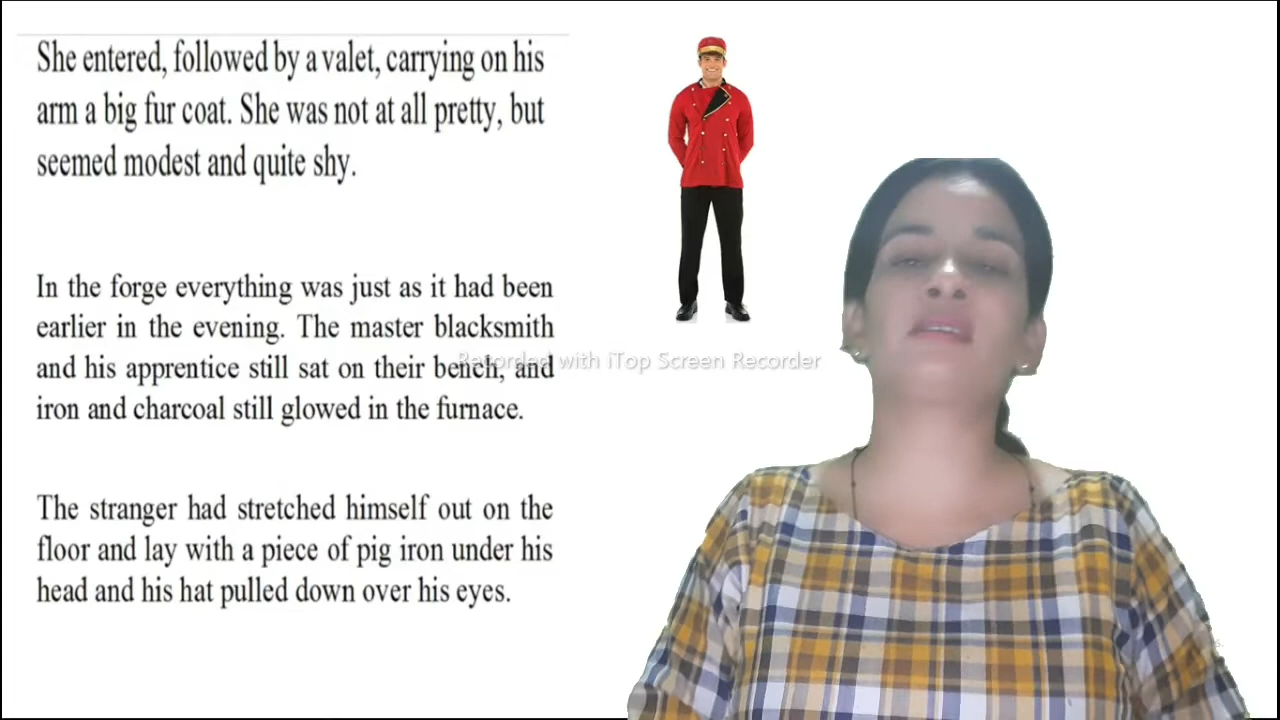 She entered, followed by a valet, carrying on his
arm a big fur coat. She was not at all pretty, but
seemed modest and quite shy.
In the forge everything was just as it had been
earlier in the evening. The master blacksmith
and his apprentice still sat on their bench, and
iron and charcoal still glowed in the furnace.
Recorded with iTop Screen Recorder
The stranger had stretched himself out on the
floor and lay with a piece of pig iron under his
head and his hat pulled down over his eyes.